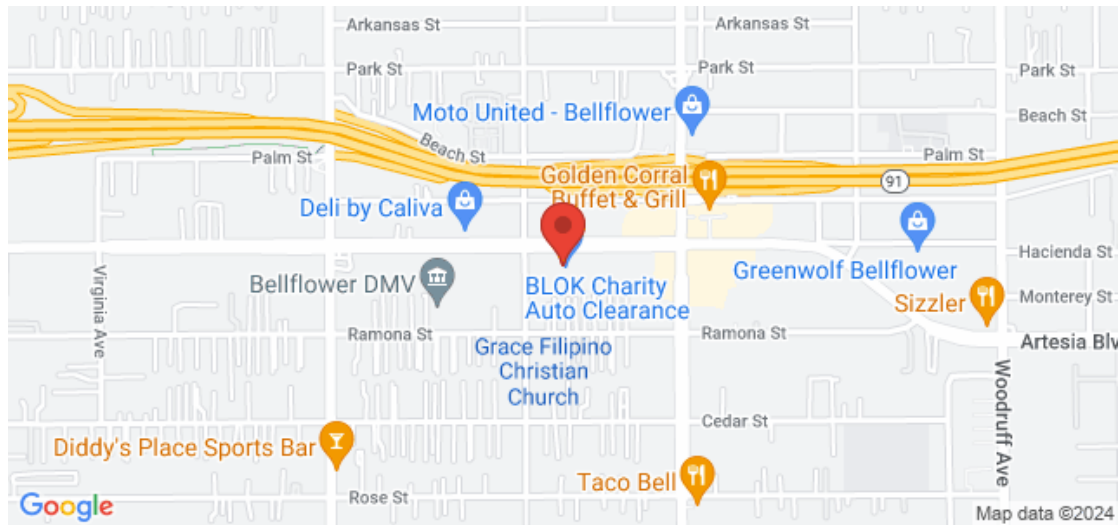 Arkansas St
Arkansas St
Park St
Park St
Park St
Moto United - Bellflower
Beach St
Beach St
Palm St
Palm St
Golden Corral
Buffet & Grill
91
Deli by Caliva
Hacienda St
Bellflower DMV
BLOK Charity
Auto Clearance
Greenwolf Bellflower
Virginia Ave
Monterey St
Sizzler
Ramona St
Ramona St
Artesia Blv
Grace Filipino
Christian
Church
Woodruff Ave
Cedar St
Diddy's Place Sports Bar
Taco Bell
Rose St
Google
Map data ©2024